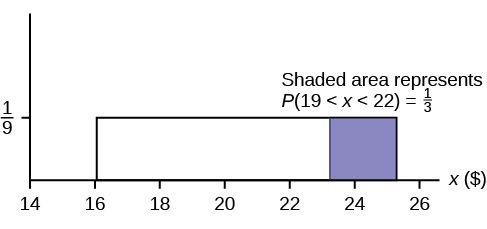 Shaded area represents
P(19 < x < 22) = 1/3
1/9
x ($)
14 16 18 20 22 24 26